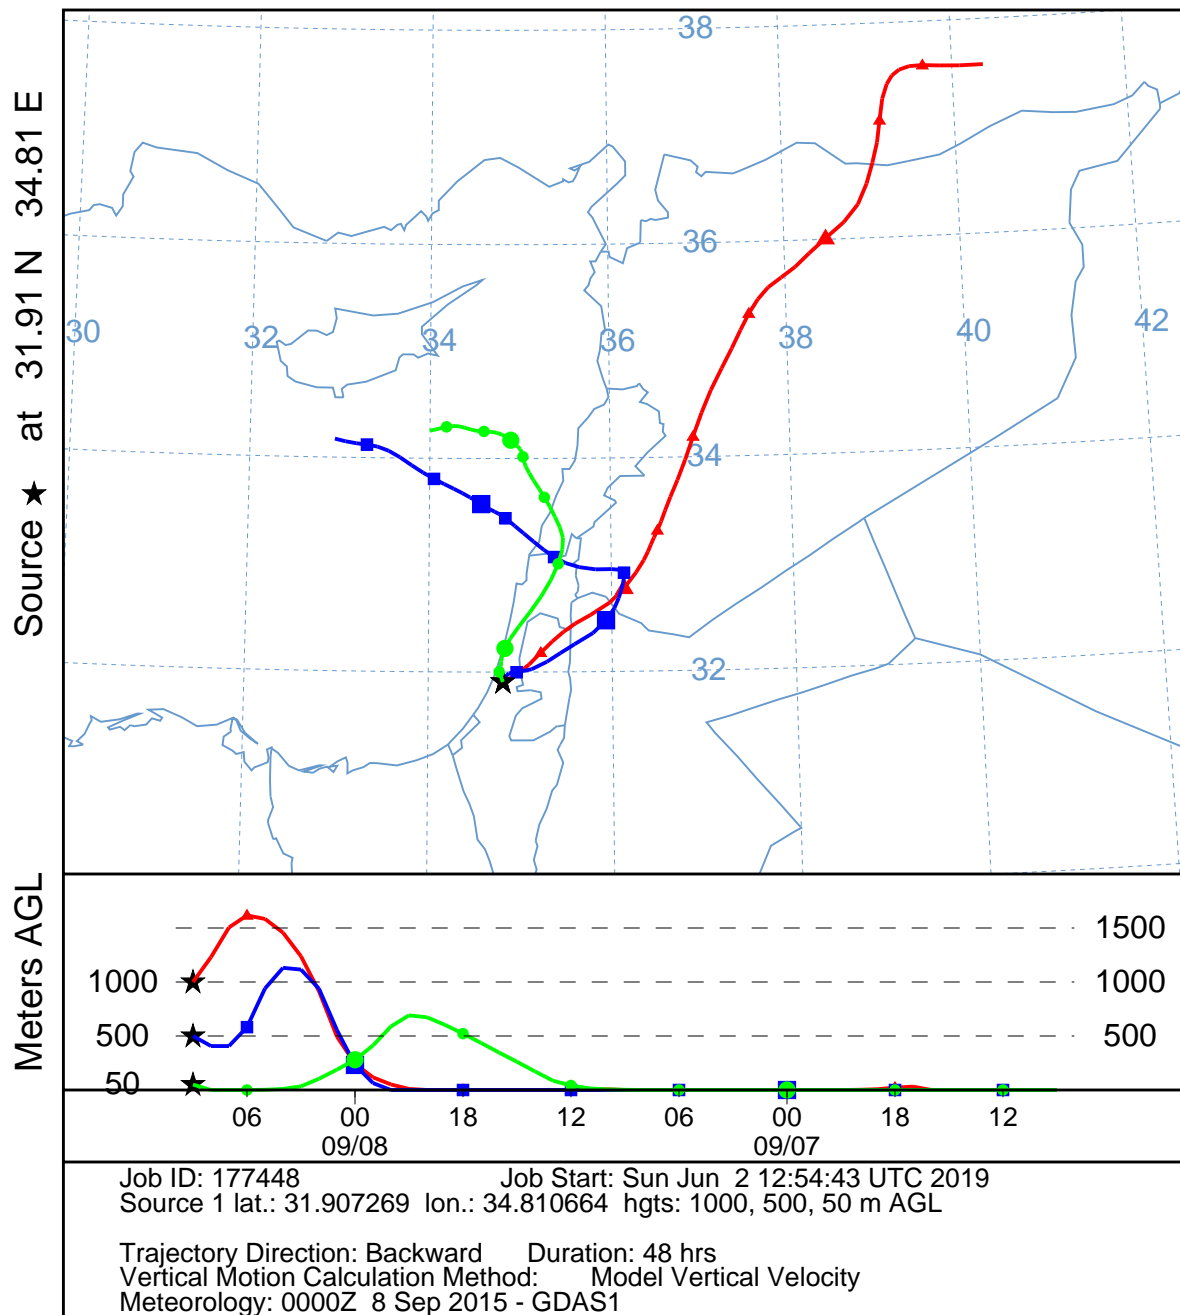 Source ★ at 31.91 N 34.81 E
38
36
30
32
34
36
38
40
42
34
32
Meters AGL
1500
1000
1000
500
500
50
06 00 18 12 06 00 18 12
09/08 09/07
Job ID: 177448 Job Start: Sun Jun 2 12:54:43 UTC 2019
Source 1 lat.: 31.907269 lon.: 34.810664 hgts: 1000, 500, 50 m AGL
Trajectory Direction: Backward Duration: 48 hrs
Vertical Motion Calculation Method: Model Vertical Velocity
Meteorology: 0000Z 8 Sep 2015 - GDAS1